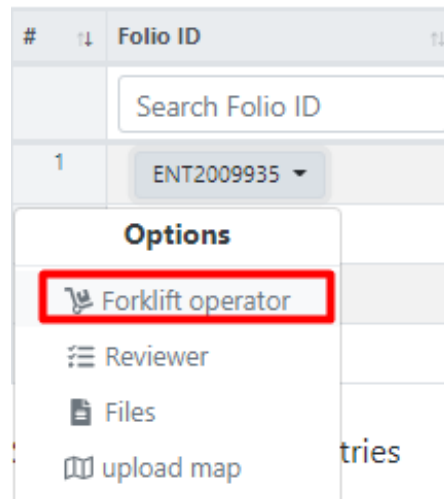 # Folio ID
Search Folio ID
1 ENT2009935
Options
Forklift operator
Reviewer
Files
upload map
tries